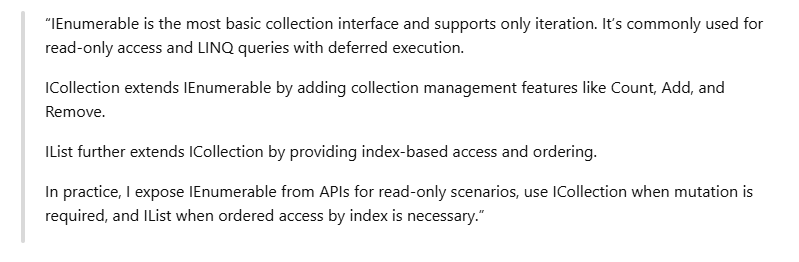 “IEnumerable is the most basic collection interface and supports only iteration. It’s commonly used for
read-only access and LINQ queries with deferred execution.
ICollection extends IEnumerable by adding collection management features like Count, Add, and
Remove.
IList further extends ICollection by providing index-based access and ordering.
In practice, I expose IEnumerable from APIs for read-only scenarios, use ICollection when mutation is
required, and IList when ordered access by index is necessary.”